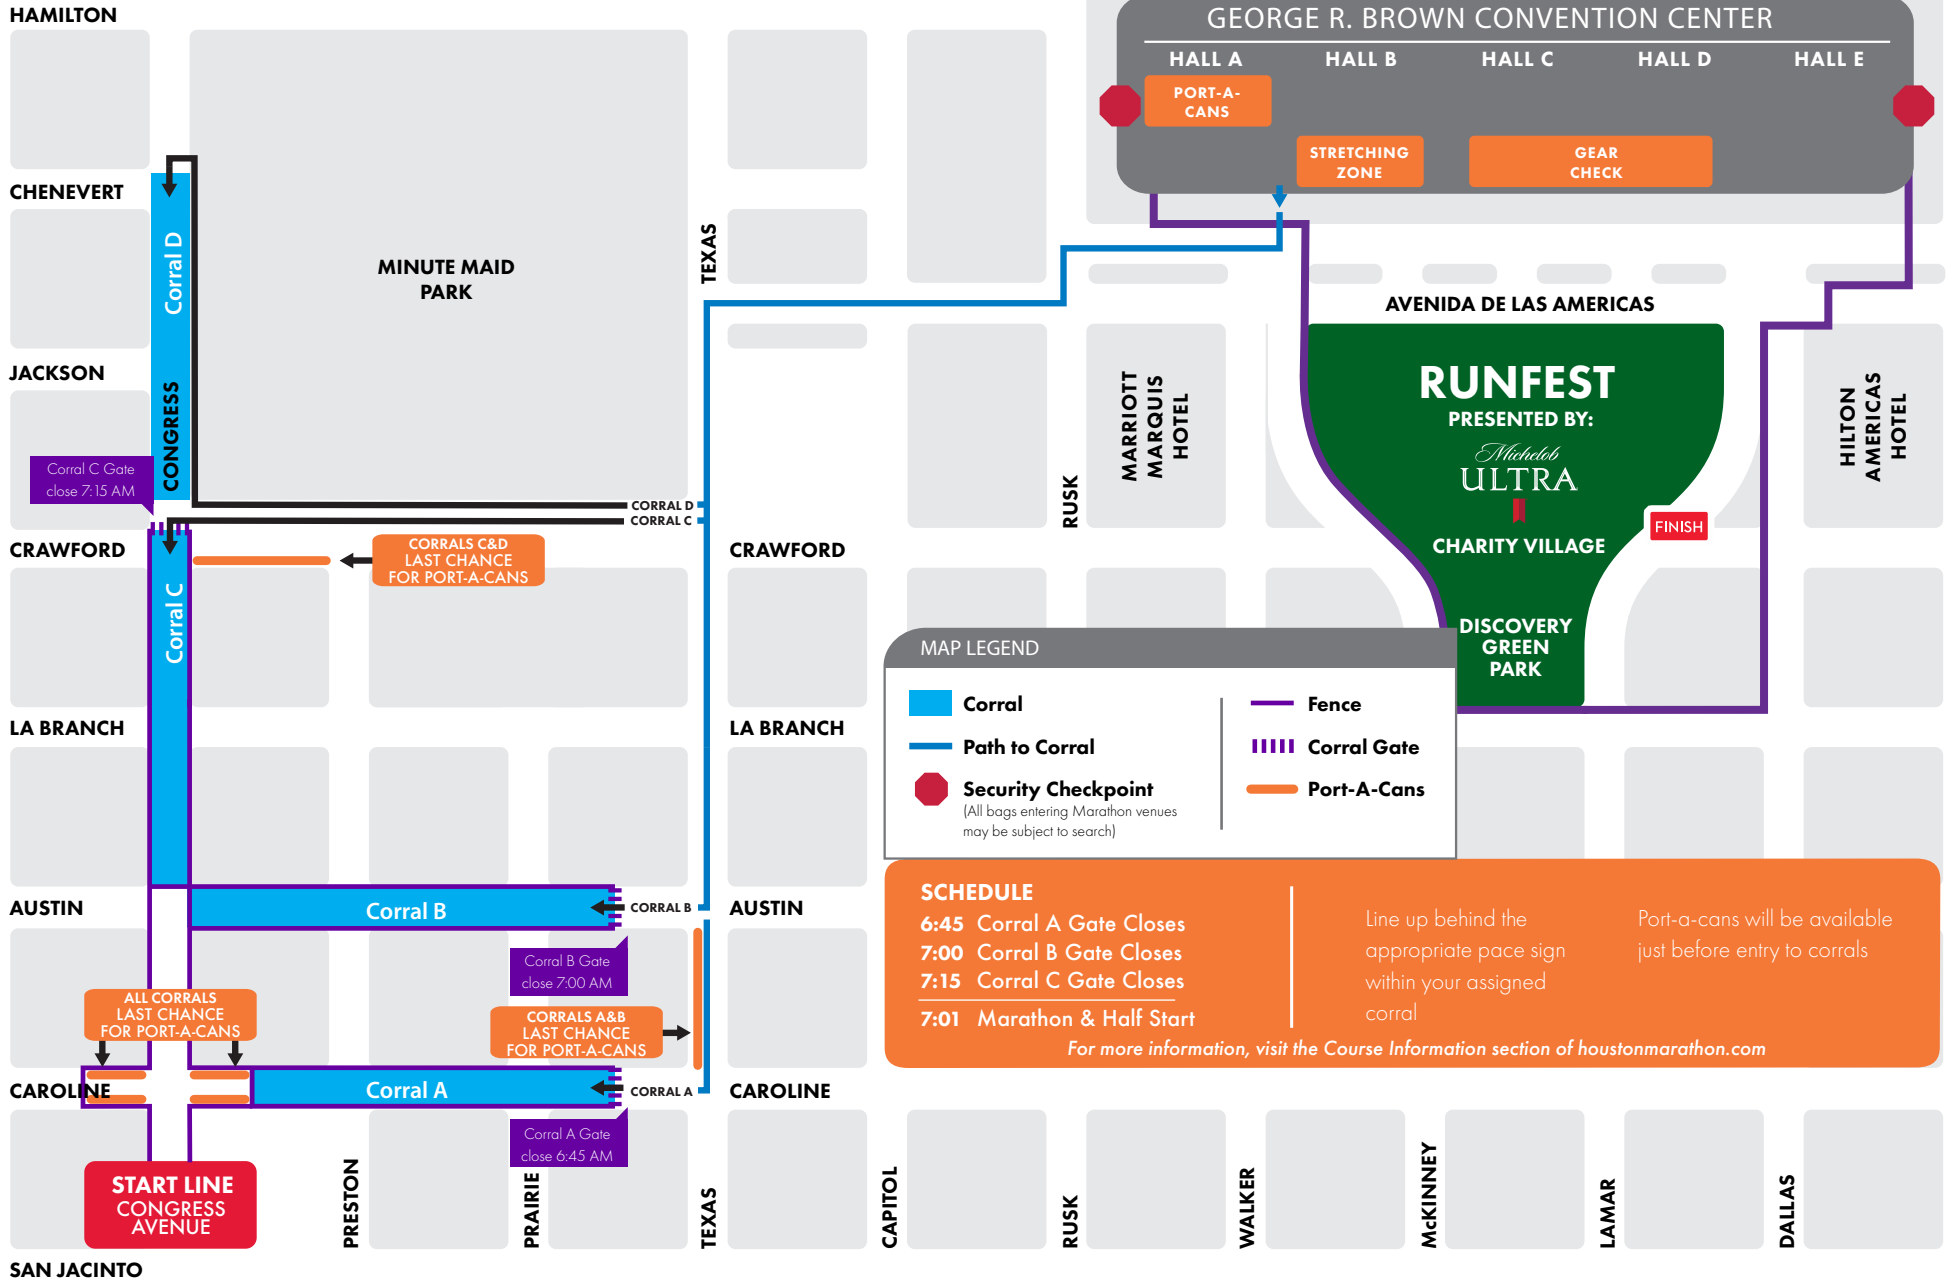 HAMILTON
GEORGE R. BROWN CONVENTION CENTER
HALL A
HALL B
HALL C
HALL D
HALL E
PORT-A-
CANS
STRETCHING
ZONE
GEAR
CHECK
CHENEVERT
Corral D
MINUTE MAID
PARK
TEXAS
AVENIDA DE LAS AMERICAS
JACKSON
CONGRESS
RUNFEST
PRESENTED BY:
Michelob
ULTRA
CHARITY VILLAGE
DISCOVERY
GREEN
PARK
FINISH
MARRIOTT
MARQUIS
HOTEL
HILTON
AMERICAS
HOTEL
RUSK
Corral C Gate
close 7:15 AM
CORRAL D
CORRAL C
CRAWFORD
CORRALS C&D
LAST CHANCE
FOR PORT-A-CANS
CRAWFORD
Corral C
LA BRANCH
LA BRANCH
MAP LEGEND
Corral
Path to Corral
Security Checkpoint
(All bags entering Marathon venues
may be subject to search)
Fence
Corral Gate
Port-A-Cans
AUSTIN
Corral B
CORRAL B
AUSTIN
Corral B Gate
close 7:00 AM
ALL CORRALS
LAST CHANCE
FOR PORT-A-CANS
CORRALS A&B
LAST CHANCE
FOR PORT-A-CANS
SCHEDULE
6:45 Corral A Gate Closes
7:00 Corral B Gate Closes
7:15 Corral C Gate Closes
7:01 Marathon & Half Start
Line up behind the
appropriate pace sign
within your assigned
corral
Port-a-cans will be available
just before entry to corrals
For more information, visit the Course Information section of houstonmarathon.com
CAROLINE
Corral A
CORRAL A
CAROLINE
Corral A Gate
close 6:45 AM
START LINE
CONGRESS
AVENUE
PRESTON
PRAIRIE
TEXAS
CAPITOL
RUSK
WALKER
McKINNEY
LAMAR
DALLAS
SAN JACINTO